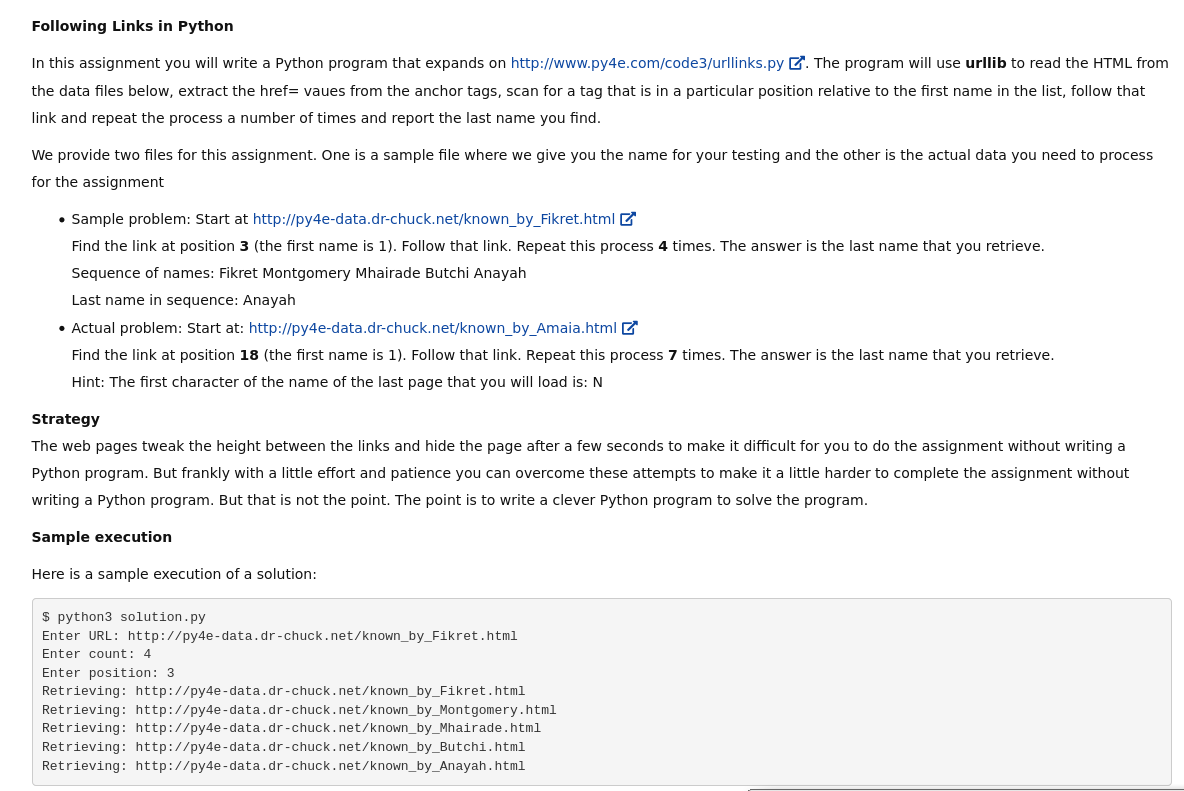 Following Links in Python
In this assignment you will write a Python program that expands on http://www.py4e.com/code3/urllinks.py. The program will use urllib to read the HTML from
the data files below, extract the href= vaues from the anchor tags, scan for a tag that is in a particular position relative to the first name in the list, follow that
link and repeat the process a number of times and report the last name you find.
We provide two files for this assignment. One is a sample file where we give you the name for your testing and the other is the actual data you need to process
for the assignment
• Sample problem: Start at http://py4e-data.dr-chuck.net/known_by_Fikret.html
Find the link at position 3 (the first name is 1). Follow that link. Repeat this process 4 times. The answer is the last name that you retrieve.
Sequence of names: Fikret Montgomery Mhairade Butchi Anayah
Last name in sequence: Anayah
• Actual problem: Start at: http://py4e-data.dr-chuck.net/known_by_Amaia.html
Find the link at position 18 (the first name is 1). Follow that link. Repeat this process 7 times. The answer is the last name that you retrieve.
Hint: The first character of the name of the last page that you will load is: N
Strategy
The web pages tweak the height between the links and hide the page after a few seconds to make it difficult for you to do the assignment without writing a
Python program. But frankly with a little effort and patience you can overcome these attempts to make it a little harder to complete the assignment without
writing a Python program. But that is not the point. The point is to write a clever Python program to solve the program.
Sample execution
Here is a sample execution of a solution:
$ python3 solution.py
Enter URL: http://py4e-data.dr-chuck.net/known_by_Fikret.html
Enter count: 4
Enter position: 3
Retrieving: http://py4e-data.dr-chuck.net/known_by_Fikret.html
Retrieving: http://py4e-data.dr-chuck.net/known_by_Montgomery.html
Retrieving: http://py4e-data.dr-chuck.net/known_by_Mhairade.html
Retrieving: http://py4e-data.dr-chuck.net/known_by_Butchi.html
Retrieving: http://py4e-data.dr-chuck.net/known_by_Anayah.html